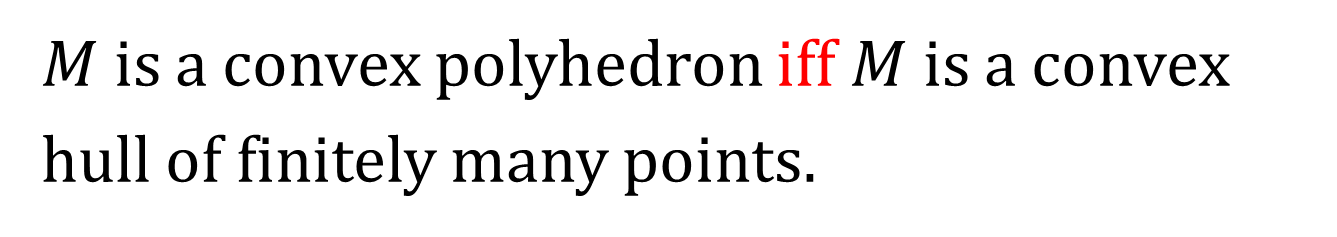 M is a convex polyhedron iff M is a convex
hull of finitely many points.